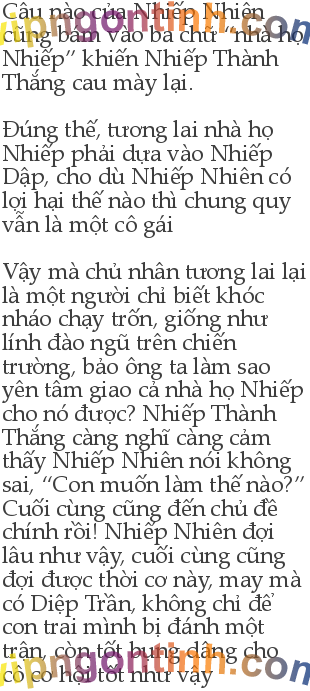 Câu nào của Nhiếp Nhiên
cũng bám vào ba chữ “nhà họ
Nhiếp” khiến Nhiếp Thành
Thắng cau mày lại.
Đúng thế, tương lai nhà họ
Nhiếp phải dựa vào Nhiếp
Dập, cho dù Nhiếp Nhiên có
lợi hại thế nào thì chung quy
vẫn là một cô gái
Vậy mà chủ nhân tương lai lại
là một người chỉ biết khóc
nháo chạy trốn, giống như
lính đào ngũ trên chiến
trường, bảo ông ta làm sao
yên tâm giao cả nhà họ Nhiếp
cho nó được? Nhiếp Thành
Thắng càng nghĩ càng cảm
thấy Nhiếp Nhiên nói không
sai, “Con muốn làm thế nào?”
Cuối cùng cũng đến chủ đề
chính rồi! Nhiếp Nhiên đợi
lâu như vậy, cuối cùng cũng
đợi được thời cơ này, may mà
có Diệp Trần, không chỉ để
con trai mình bị đánh một
trận, còn tốt bụng dâng cho
cô cơ hội tốt như vậy
vipngontinh.com
vipngontinh.com